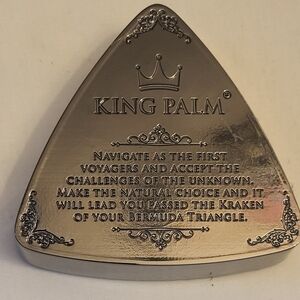 KING PALM®
NAVIGATE AS THE FIRST
VOYAGERS AND ACCEPT THE
CHALLENGES OF THE UNKNOWN.
MAKE THE NATURAL CHOICE AND IT
WILL LEAD YOU PASSED THE KRAKEN
OF YOUR BERMUDA TRIANGLE.